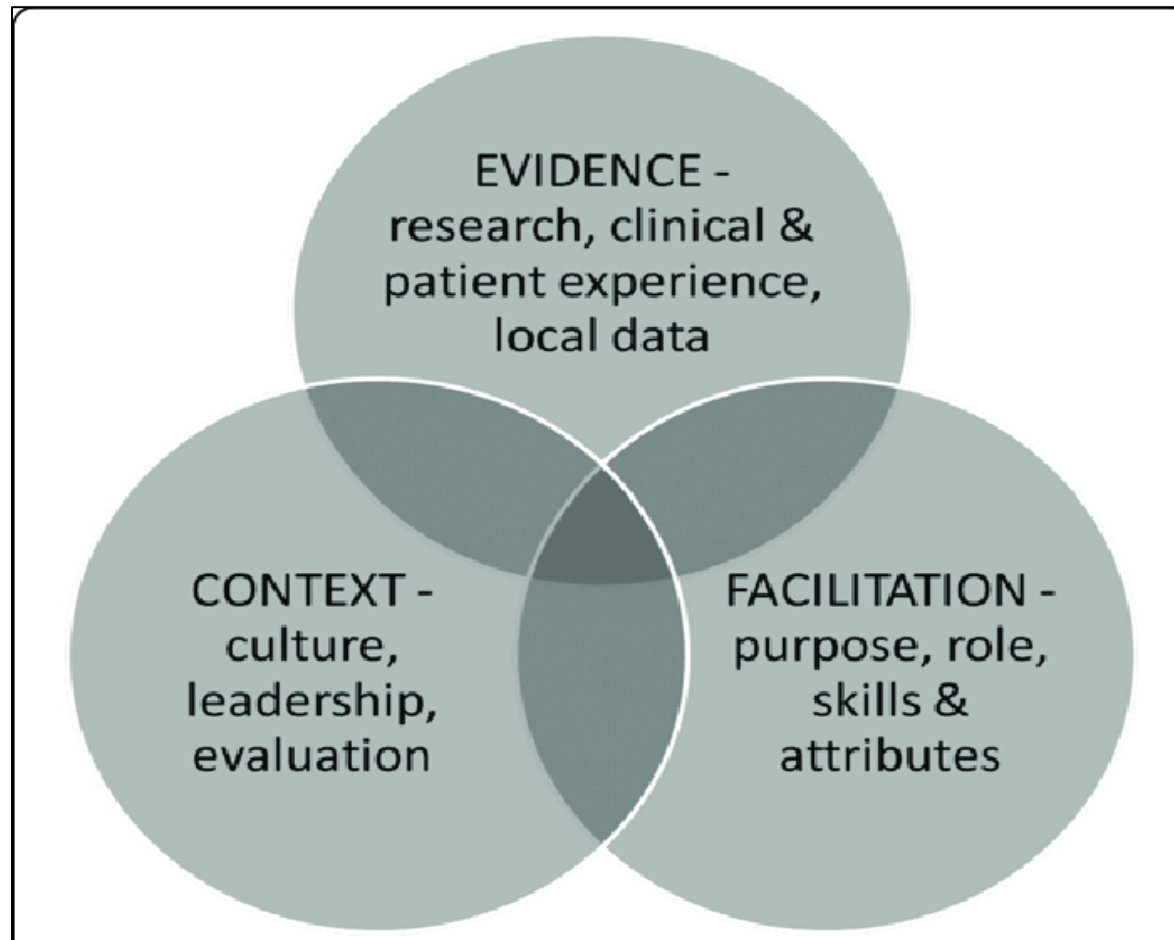 EVIDENCE -
research, clinical &
patient experience,
local data
CONTEXT -
culture,
leadership,
evaluation
FACILITATION -
purpose, role,
skills &
attributes